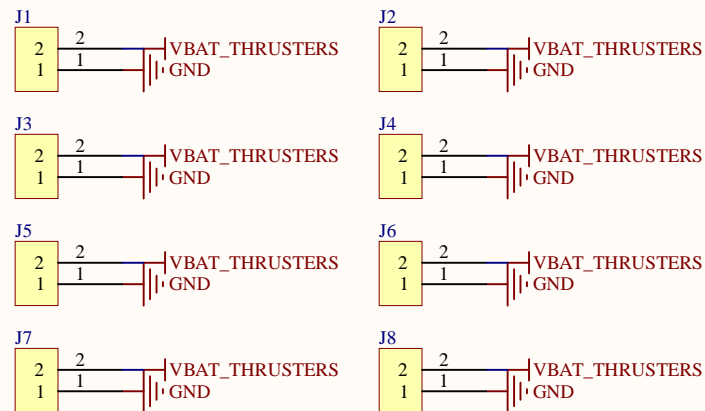 J1 J2
2 2 VBAT_THRUSTERS 2 2 VBAT_THRUSTERS
1 1 GND 1 1 GND
J3 J4
2 2 VBAT_THRUSTERS 2 2 VBAT_THRUSTERS
1 1 GND 1 1 GND
J5 J6
2 2 VBAT_THRUSTERS 2 2 VBAT_THRUSTERS
1 1 GND 1 1 GND
J7 J8
2 2 VBAT_THRUSTERS 2 2 VBAT_THRUSTERS
1 1 GND 1 1 GND